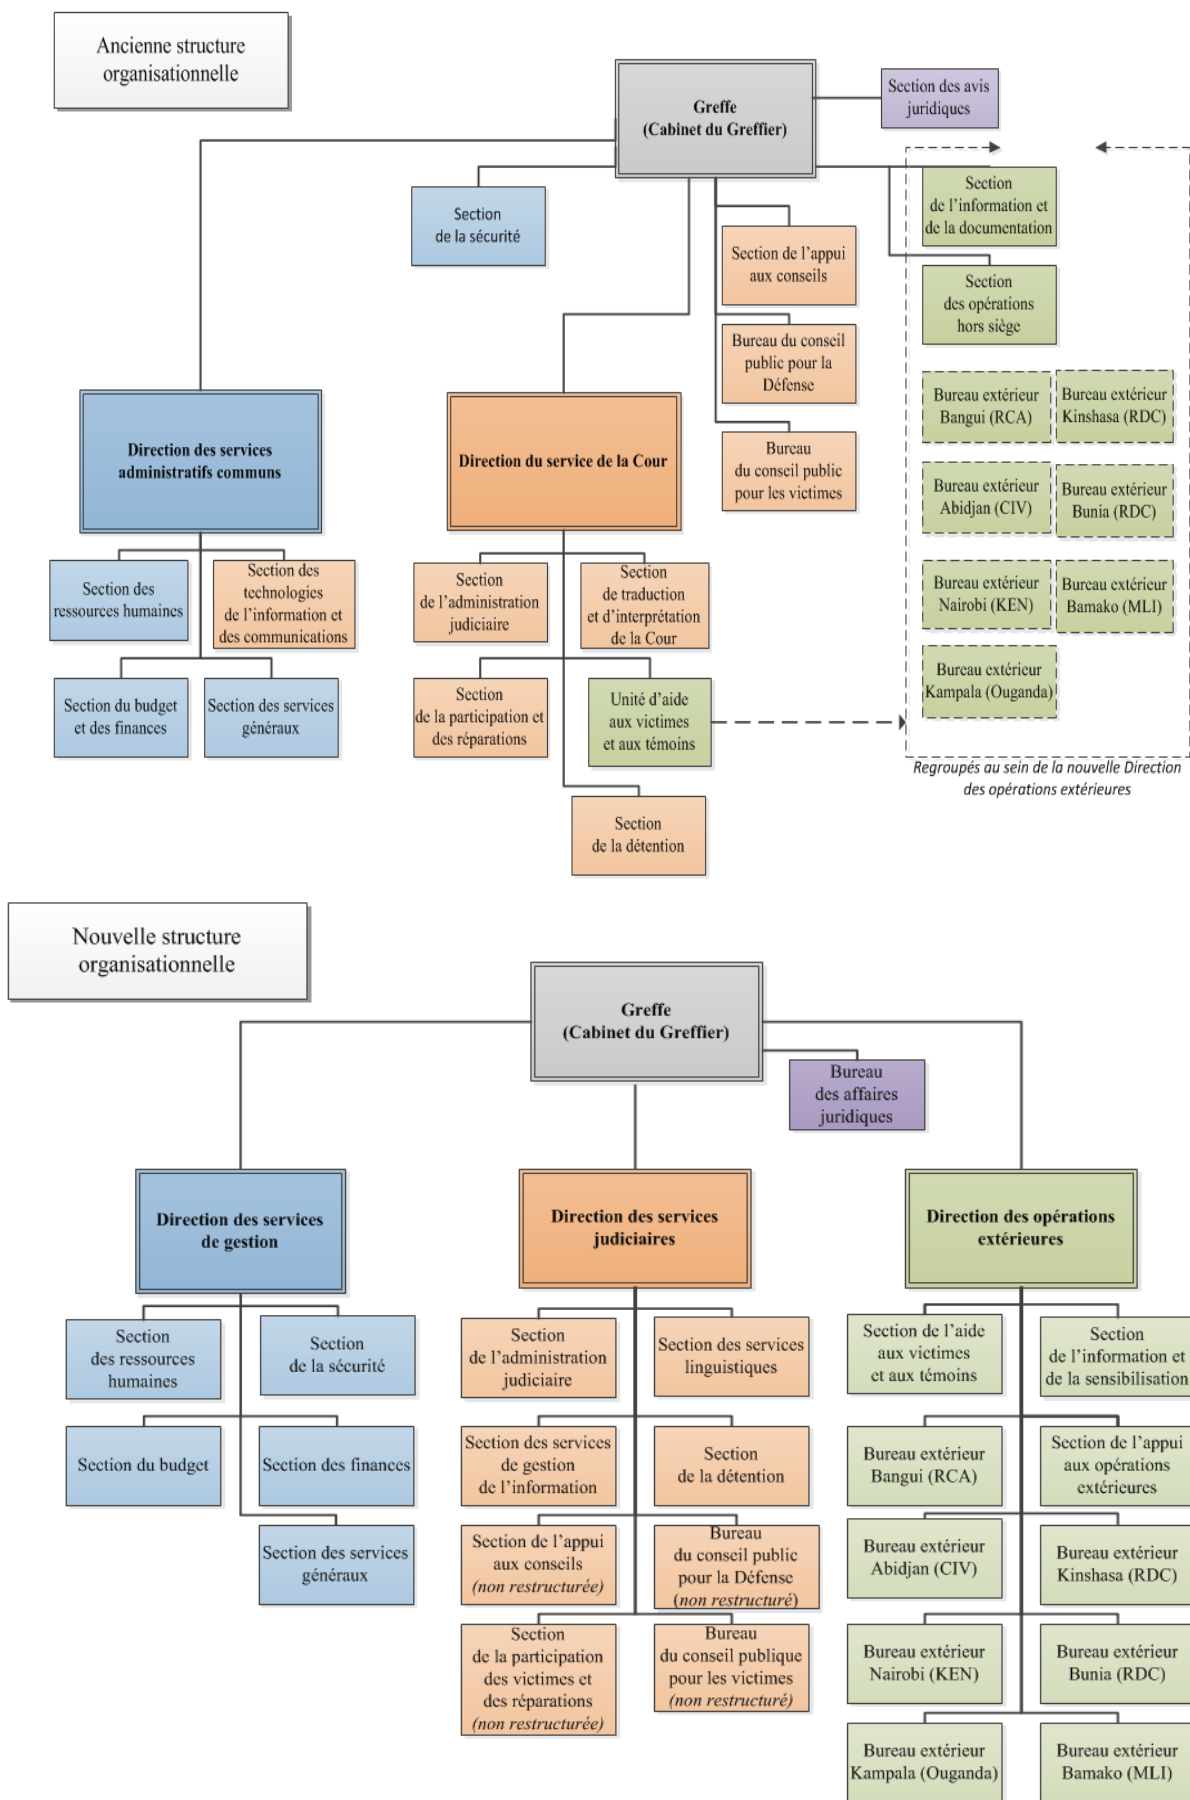 Ancienne structure
organisationnelle
Greffe
(Cabinet du Greffier)
Section des avis
juridiques
Section
de la sécurité
Section
de l’information et
de la documentation
Section de l’appui
aux conseils
Section
des opérations
hors siège
Bureau du conseil
public pour la
Défense
Bureau
du conseil public
pour les victimes
Direction des services
administratifs communs
Direction du service de la Cour
Bureau extérieur
Bangui (RCA)
Bureau extérieur
Kinshasa (RDC)
Bureau extérieur
Abidjan (CIV)
Bureau extérieur
Bunia (RDC)
Bureau extérieur
Nairobi (KEN)
Bureau extérieur
Bamako (MLI)
Bureau extérieur
Kampala (Ouganda)
Section des
ressources humaines
Section des
technologies
de l’information et
des communications
Section du budget
et des finances
Section des services
généraux
Section
de l’administration
judiciaire
Section
de traduction
et d’interprétation
de la Cour
Section
de la participation et
des réparations
Unité d’aide
aux victimes
et aux témoins
Section
de la détention
Regroupés au sein de la nouvelle Direction
des opérations extérieures
Nouvelle structure
organisationnelle
Greffe
(Cabinet du Greffier)
Bureau
des affaires
juridiques
Direction des services
de gestion
Direction des services
judiciaires
Direction des opérations
extérieures
Section
des ressources
humaines
Section
de la sécurité
Section du budget
Section des finances
Section des services
généraux
Section
de l’administration
judiciaire
Section des services
linguistiques
Section des services
de gestion
de l’information
Section
de la détention
Section de l’appui
aux conseils
(non restructurée)
Bureau
du conseil public
pour la Défense
(non restructuré)
Section
de la participation
des victimes et
des réparations
(non restructurée)
Bureau
du conseil publique
pour les victimes
(non restructuré)
Section de l’aide
aux victimes
et aux témoins
Section
de l’information et
de la sensibilisation
Bureau extérieur
Bangui (RCA)
Section de l’appui
aux opérations
extérieures
Bureau extérieur
Abidjan (CIV)
Bureau extérieur
Kinshasa (RDC)
Bureau extérieur
Nairobi (KEN)
Bureau extérieur
Bunia (RDC)
Bureau extérieur
Kampala (Ouganda)
Bureau extérieur
Bamako (MLI)